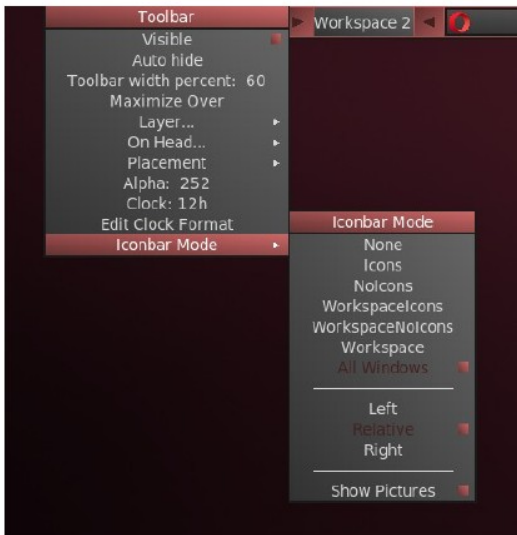 Toolbar
Workspace 2
Visible
Auto hide
Toolbar width percent: 60
Maximize Over
Layer...
On Head...
Placement
Alpha: 252
Clock: 12h
Edit Clock Format
Iconbar Mode
Iconbar Mode
None
Icons
NoIcons
WorkspaceIcons
WorkspaceNoIcons
Workspace
All Windows
Left
Relative
Right
Show Pictures